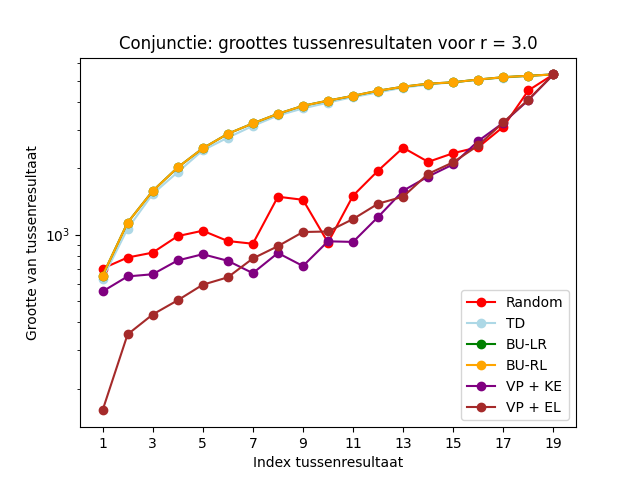 Conjunctie: groottes tussenresultaten voor r = 3.0
Grootte van tussenresultaat
10³
Random
TD
BU-LR
BU-RL
VP + KE
VP + EL
1 3 5 7 9 11 13 15 17 19
Index tussenresultaat